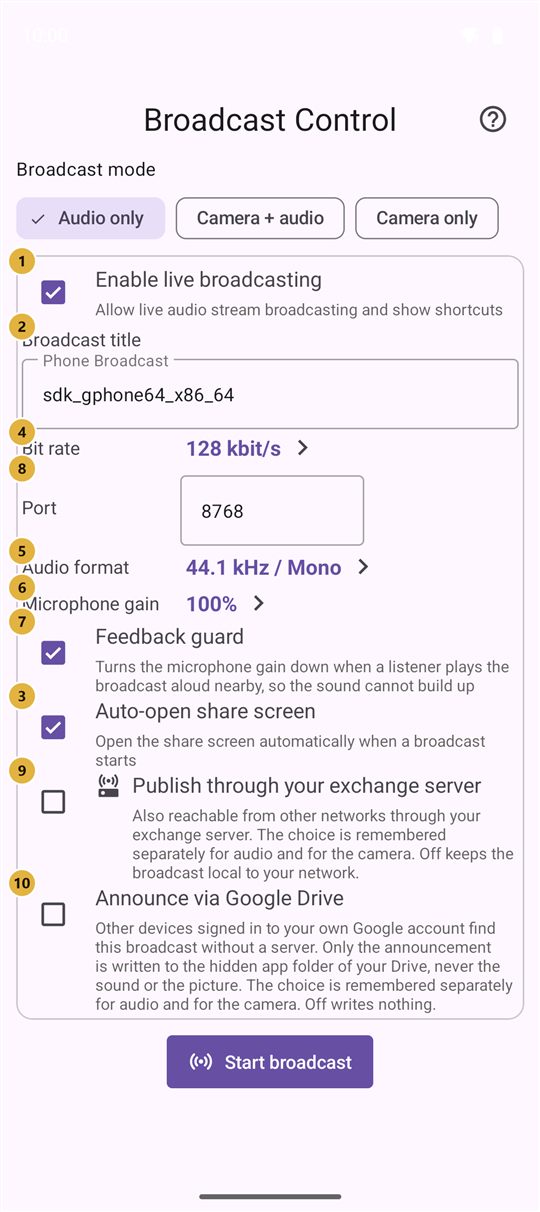 10:00
Broadcast Control
Broadcast mode
Audio only
Camera + audio
Camera only
1
Enable live broadcasting
Allow live audio stream broadcasting and show shortcuts
2
Broadcast title
Phone Broadcast
sdk_gphone64_x86_64
4
Bit rate
128 kbit/s
8
Port
8768
5
Audio format
44.1 kHz / Mono
6
Microphone gain
100%
7
Feedback guard
Turns the microphone gain down when a listener plays the
broadcast aloud nearby, so the sound cannot build up
3
Auto-open share screen
Open the share screen automatically when a broadcast
starts
9
Publish through your exchange server
Also reachable from other networks through your
exchange server. The choice is remembered
separately for audio and for the camera. Off keeps the
broadcast local to your network.
10
Announce via Google Drive
Other devices signed in to your own Google account find
this broadcast without a server. Only the announcement
is written to the hidden app folder of your Drive, never the
sound or the picture. The choice is remembered separately
for audio and for the camera. Off writes nothing.
Start broadcast